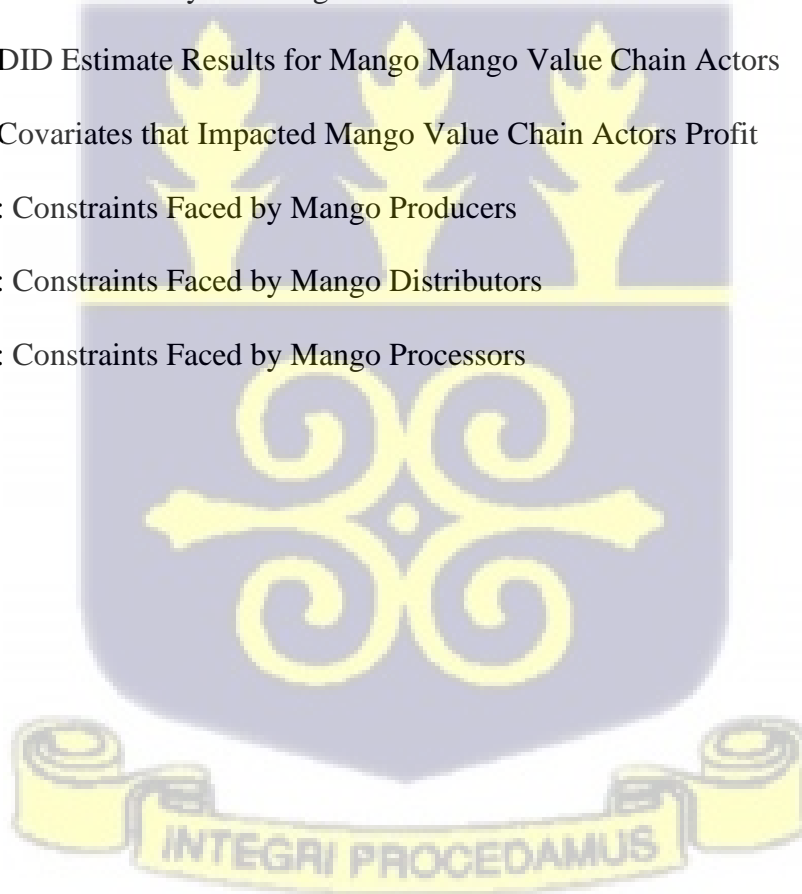 DID Estimate Results for Mango Mango Value Chain Actors
Covariates that Impacted Mango Value Chain Actors Profit
: Constraints Faced by Mango Producers
: Constraints Faced by Mango Distributors
: Constraints Faced by Mango Processors
INTEGRI PROCEDAMUS